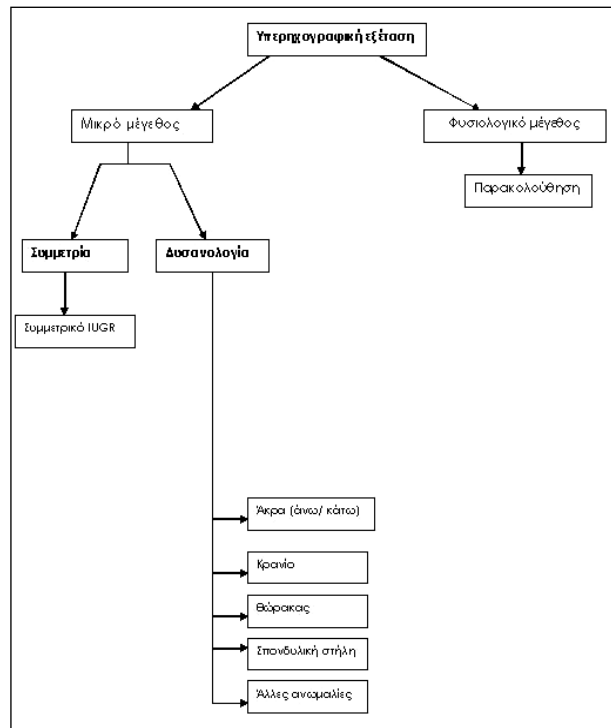 Υπερηχογραφική εξέταση
Μικρό μέγεθος
Φυσιολογικό μέγεθος
Παρακολούθηση
Συμμετρία
Δυσανολογία
Συμμετρικό IUGR
Άκρα (άνω/ κάτω)
Κρανίο
Θώρακας
Σπονδυλική στήλη
Άλλες ανωμαλίες